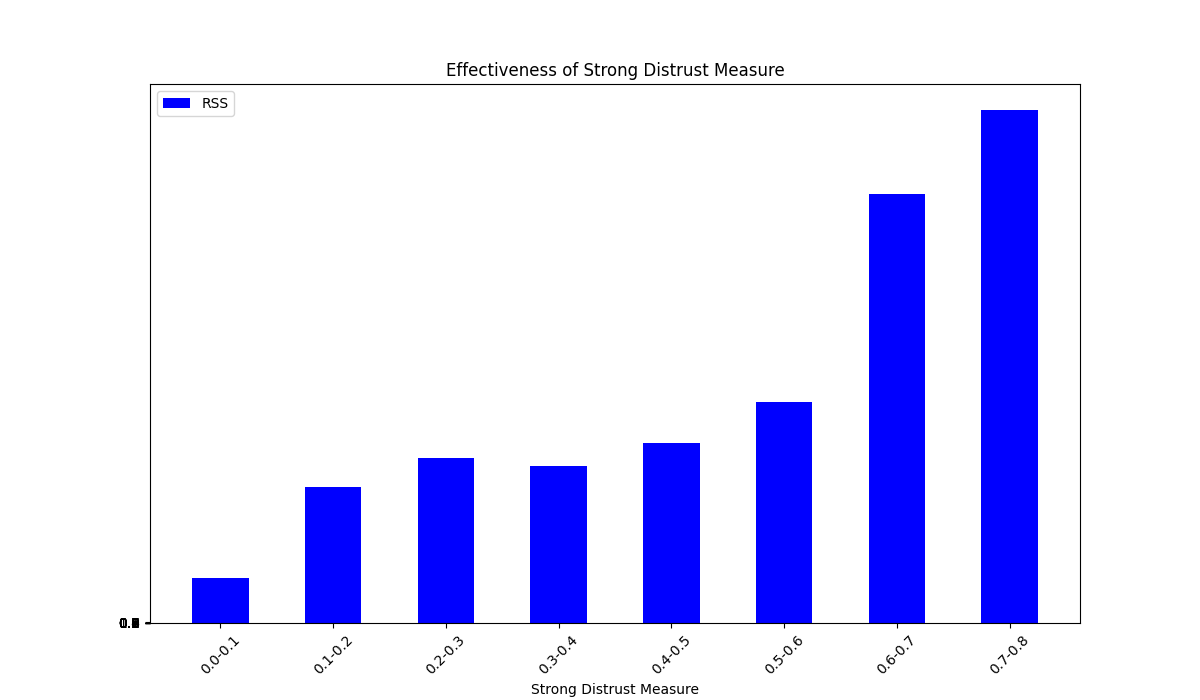 Effectiveness of Strong Distrust Measure
RSS
0.0-0.1
0.1-0.2
0.2-0.3
0.3-0.4
0.4-0.5
0.5-0.6
0.6-0.7
0.7-0.8
Strong Distrust Measure